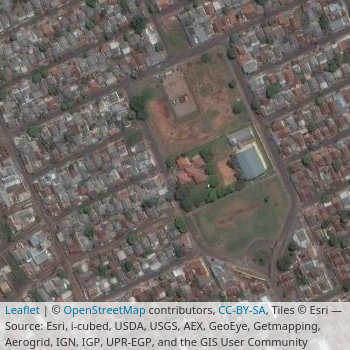 Leaflet | © OpenStreetMap contributors, CC-BY-SA, Tiles © Esri —
Source: Esri, i-cubed, USDA, USGS, AEX, GeoEye, Getmapping,
Aerogrid, IGN, IGP, UPR-EGP, and the GIS User Community